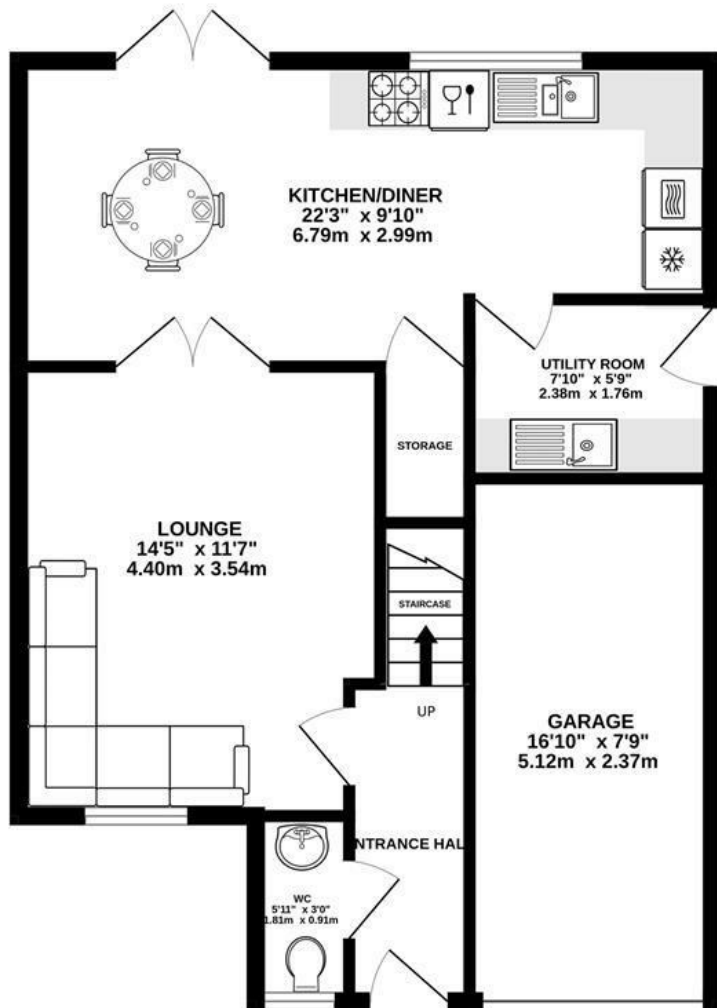 KITCHEN/DINER
22'3" x 9'10"
6.79m x 2.99m
UTILITY ROOM
7'10" x 5'9"
2.38m x 1.76m
STORAGE
LOUNGE
14'5" x 11'7"
4.40m x 3.54m
STAIRCASE
UP
GARAGE
16'10" x 7'9"
5.12m x 2.37m
NTRANCE HAL
WC
5'11" x 3'0"
1.81m x 0.91m